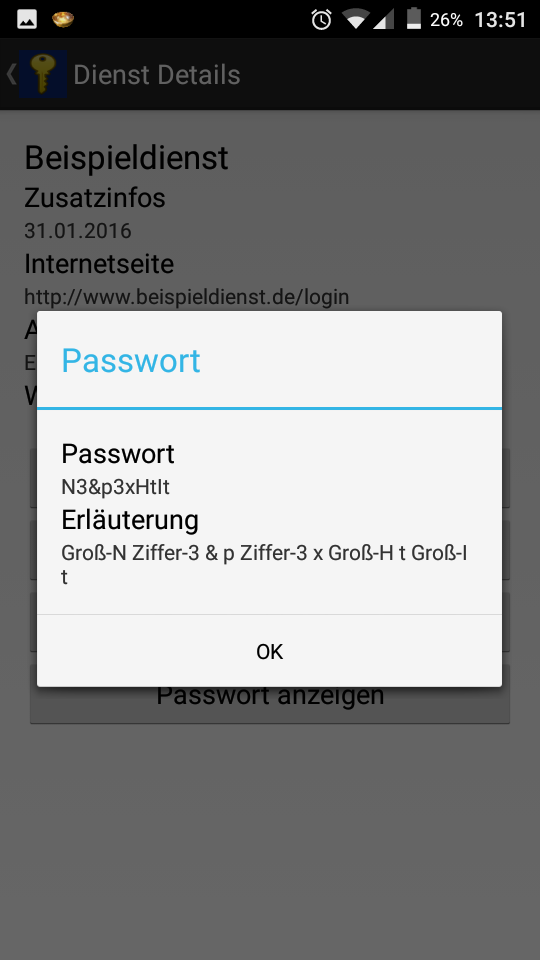 26% 13:51
Dienst Details
Beispieldienst
Zusatzinfos
31.01.2016
Internetseite
http://www.beispieldienst.de/login
Passwort
Passwort
N3&p3xHtIt
Erläuterung
Groß-N Ziffer-3 & p Ziffer-3 x Groß-H t Groß-I
t
OK
Passwort anzeigen